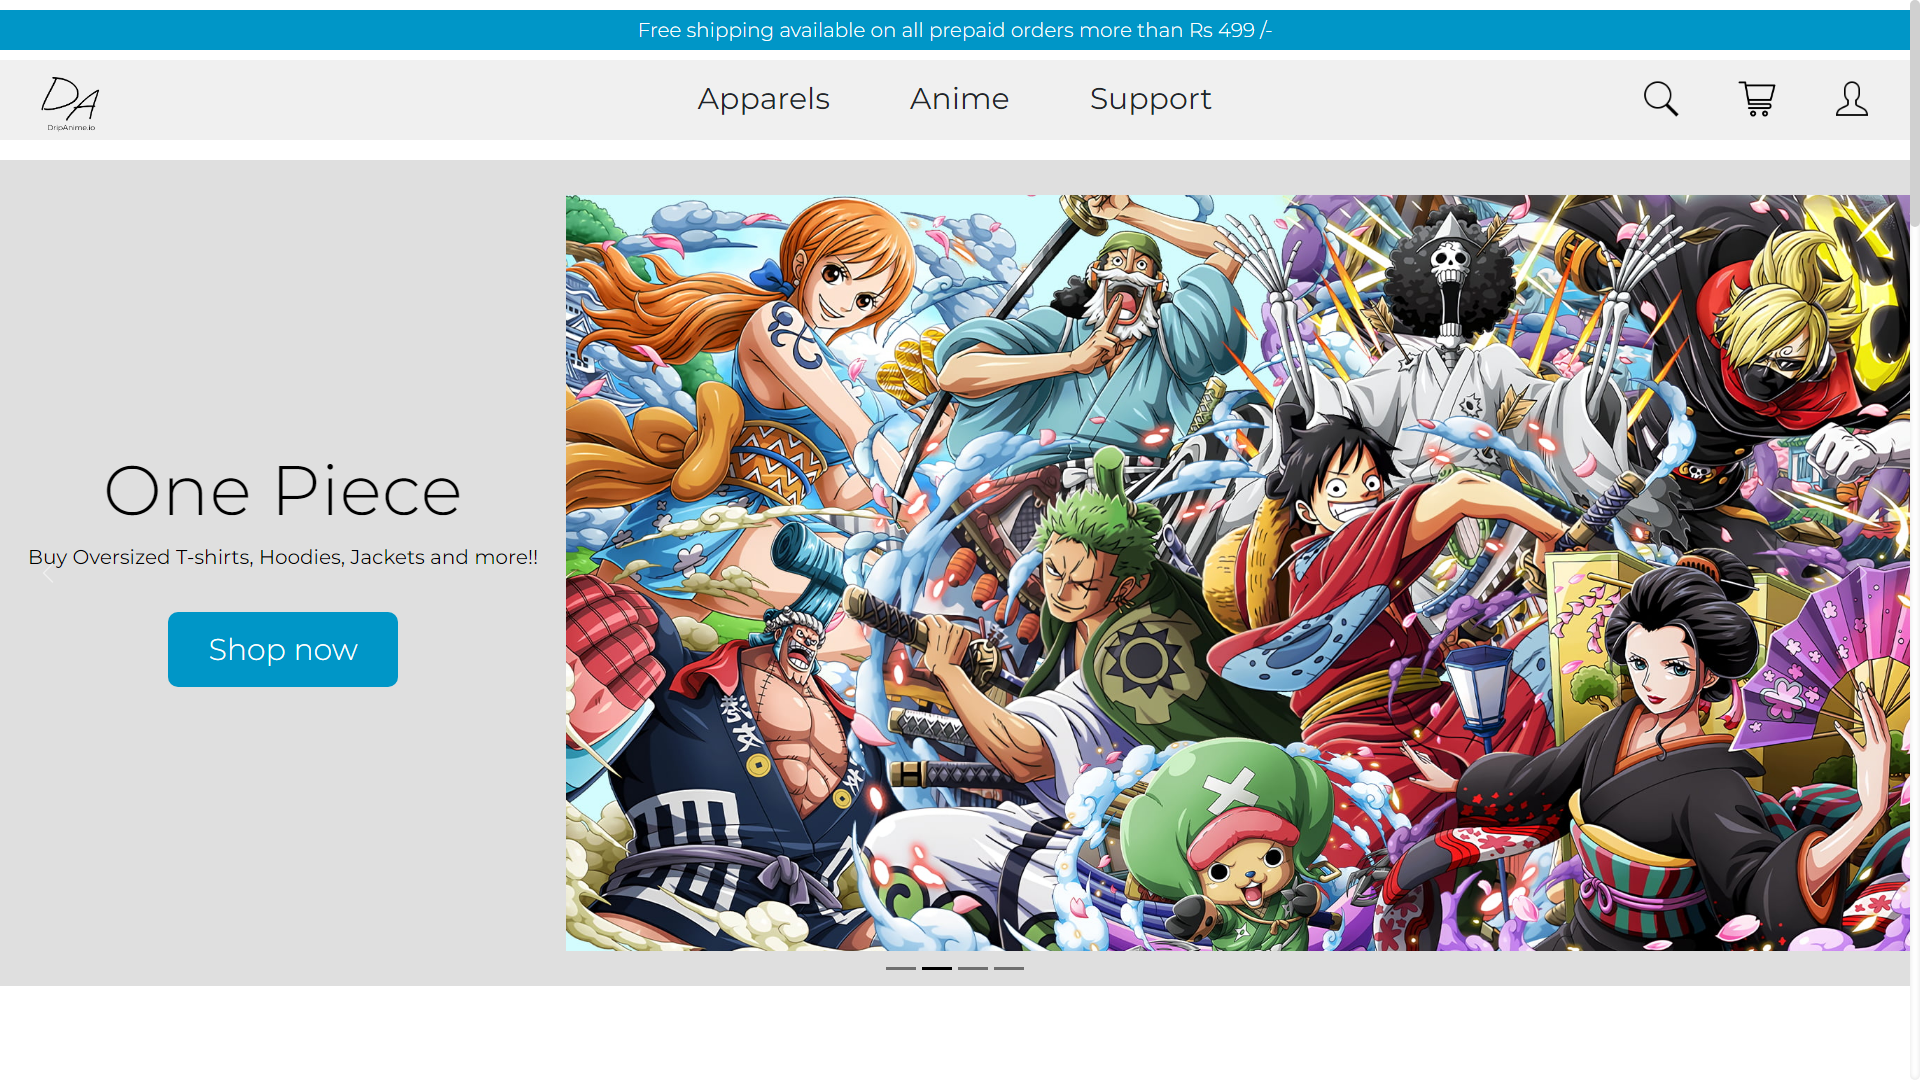 Free shipping available on all prepaid orders more than Rs 499 /-
DA
DripAnime.io
Apparels
Anime
Support
One Piece
Buy Oversized T-shirts, Hoodies, Jackets and more!!
Shop now